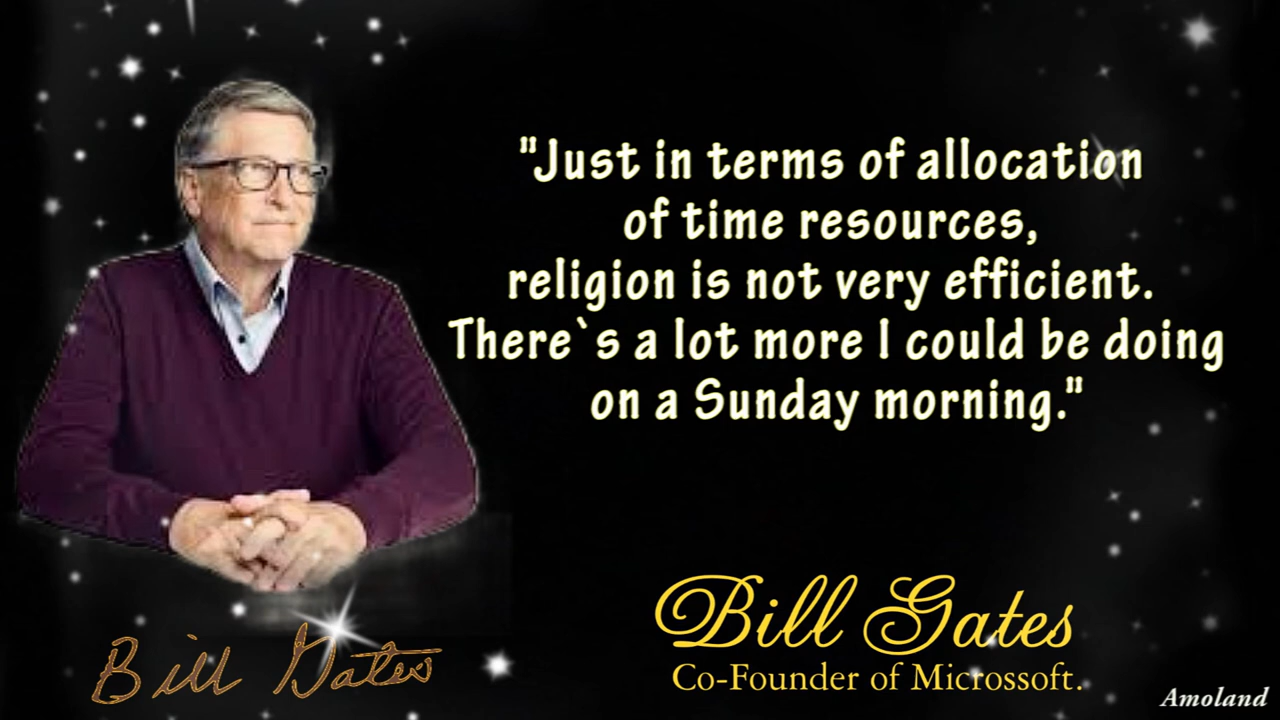 "Just in terms of allocation
of time resources,
religion is not very efficient.
There`s a lot more I could be doing
on a Sunday morning."
Bill Gates
Co-Founder of Microssoft.
Bill Gates
Amoland